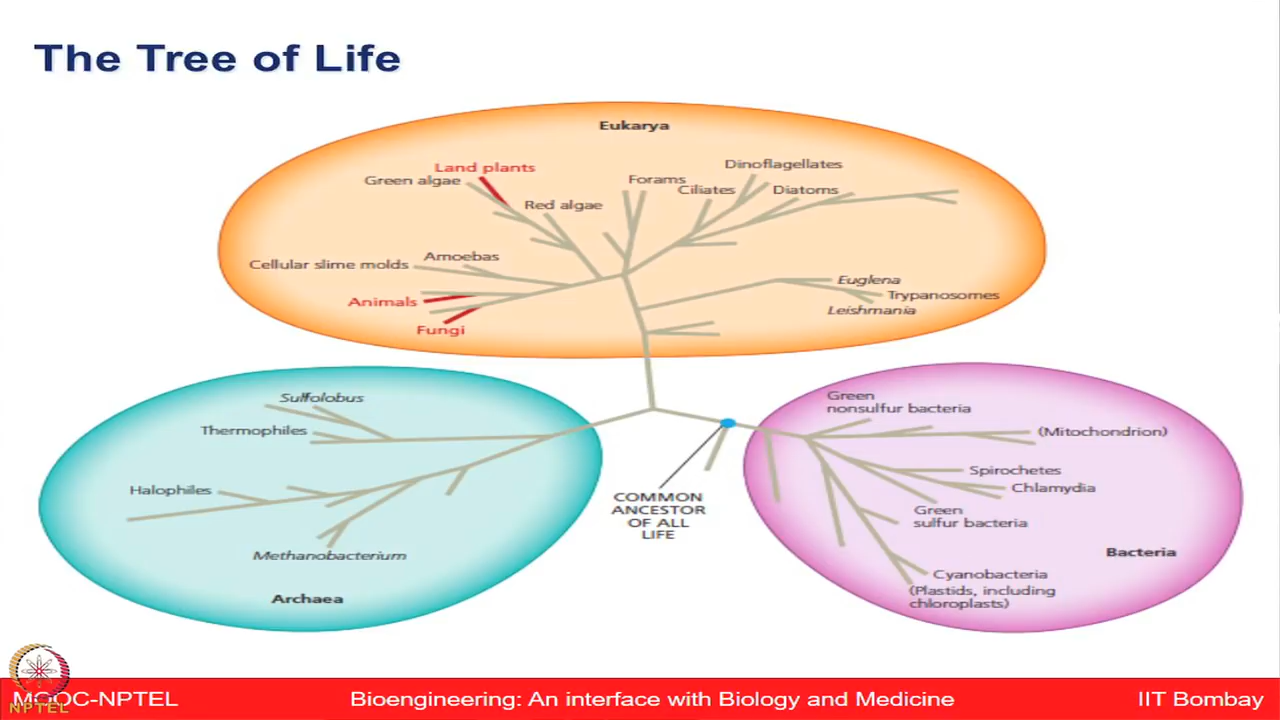 The Tree of Life
Eukarya
Land plants
Green algae
Red algae
Forams
Ciliates
Dinoflagellates
Diatoms
Cellular slime molds
Amoebas
Animals
Fungi
Euglena
Trypanosomes
Leishmania
Sulfolobus
Thermophiles
Halophiles
Methanobacterium
Archaea
COMMON
ANCESTOR
OF ALL
LIFE
Green
nonsulfur bacteria
(Mitochondrion)
Spirochetes
Chlamydia
Green
sulfur bacteria
Bacteria
Cyanobacteria
(Plastids, including
chloroplasts)
MOOC-NPTEL
NPTEL
Bioengineering: An interface with Biology and Medicine
IIT Bombay